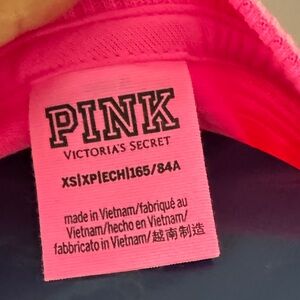 PINK
VICTORIA'S SECRET
XS|XP|ECH|165/84A
made in Vietnam/fabriqué au
Vietnam/hecho en Vietnam/
fabbricato in Vietnam/越南制造